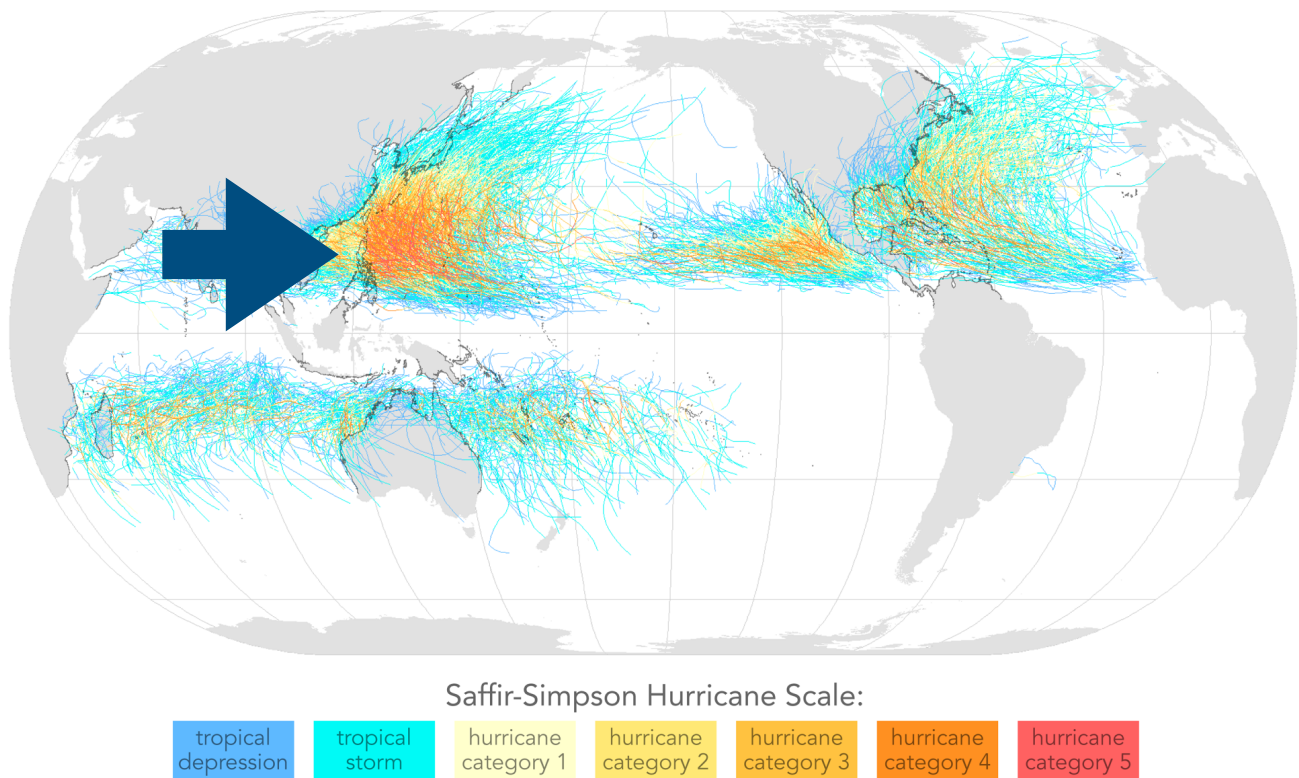 Saffir-Simpson Hurricane Scale:
tropical depression
tropical storm
hurricane category 1
hurricane category 2
hurricane category 3
hurricane category 4
hurricane category 5